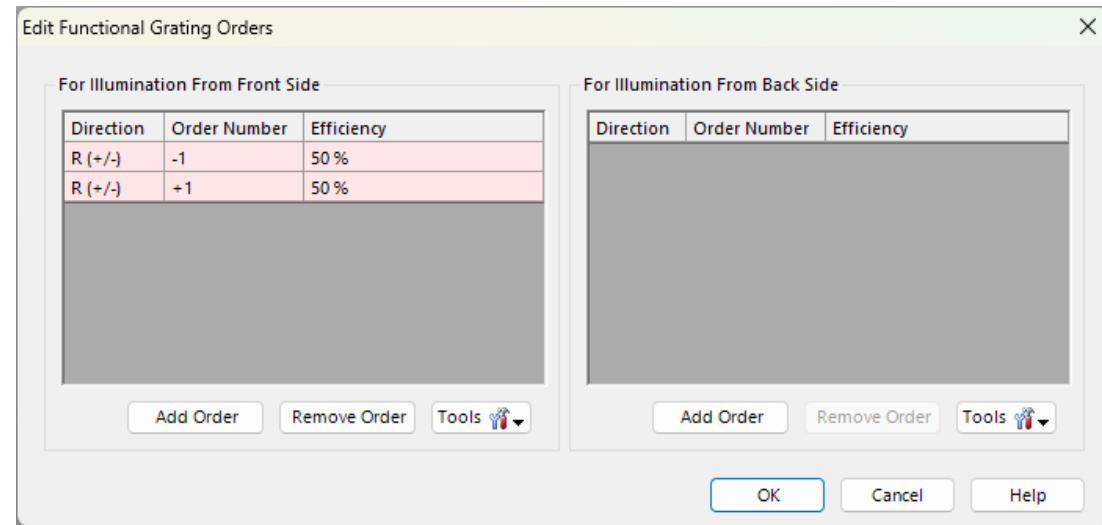 Edit Functional Grating Orders
For Illumination From Front Side
Direction Order Number Efficiency
R (+/-) -1 50 %
R (+/-) +1 50 %
Add Order Remove Order Tools
For Illumination From Back Side
Direction Order Number Efficiency
Add Order Remove Order Tools
OK Cancel Help